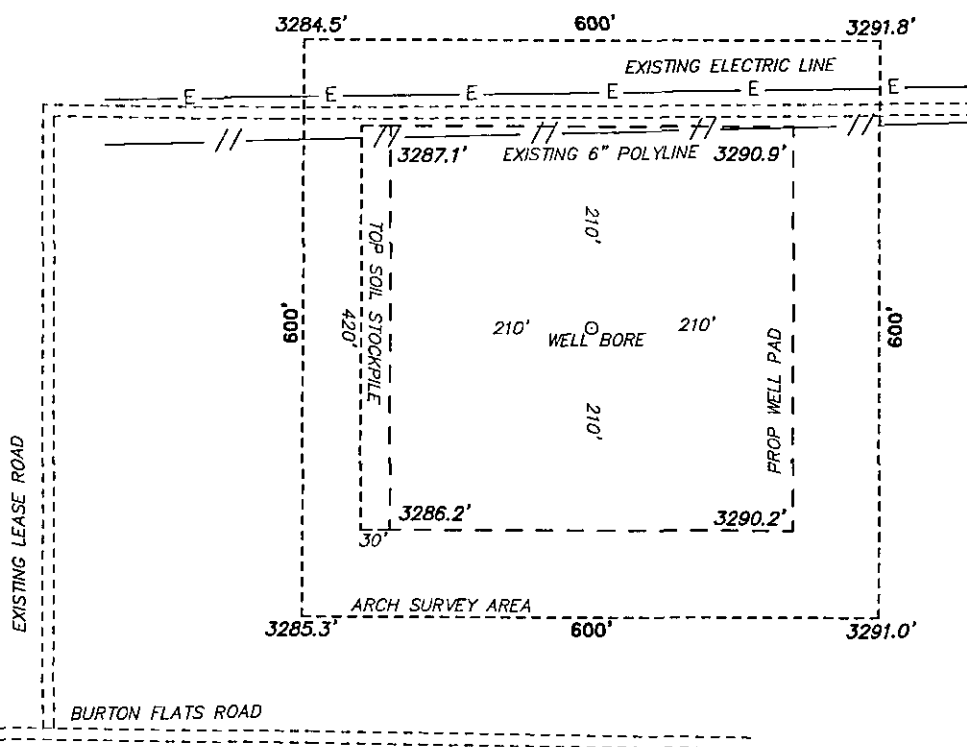 3284.5' 600' 3291.8'
EXISTING ELECTRIC LINE
E E E E E E
// // // // //
3287.1' EXISTING 6" POLYLINE 3290.9'
TOP SOIL STOCKPILE
420'
210'
600' 210' WELL BORE 210' 600'
210'
PROP WELL PAD
3286.2' 3290.2'
30'
EXISTING LEASE ROAD
ARCH SURVEY AREA
3285.3' 600' 3291.0'
BURTON FLATS ROAD